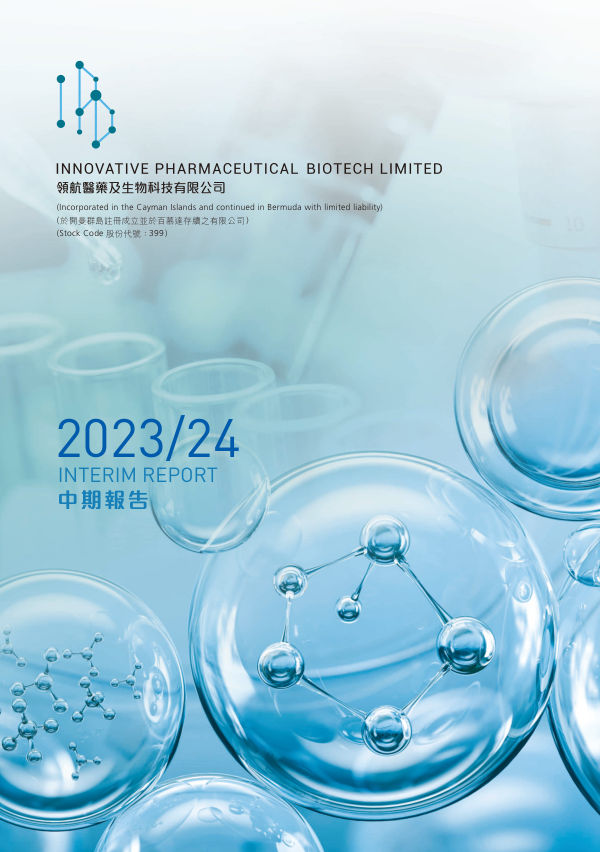 INNOVATIVE PHARMACEUTICAL BIOTECH LIMITED
領航醫藥及生物科技有限公司
(Incorporated in the Cayman Islands and continued in Bermuda with limited liability)
(於開曼群島註冊成立並於百慕達存續之有限公司)
(Stock Code 股份代號：399)
10
2023/24
INTERIM REPORT
中期報告